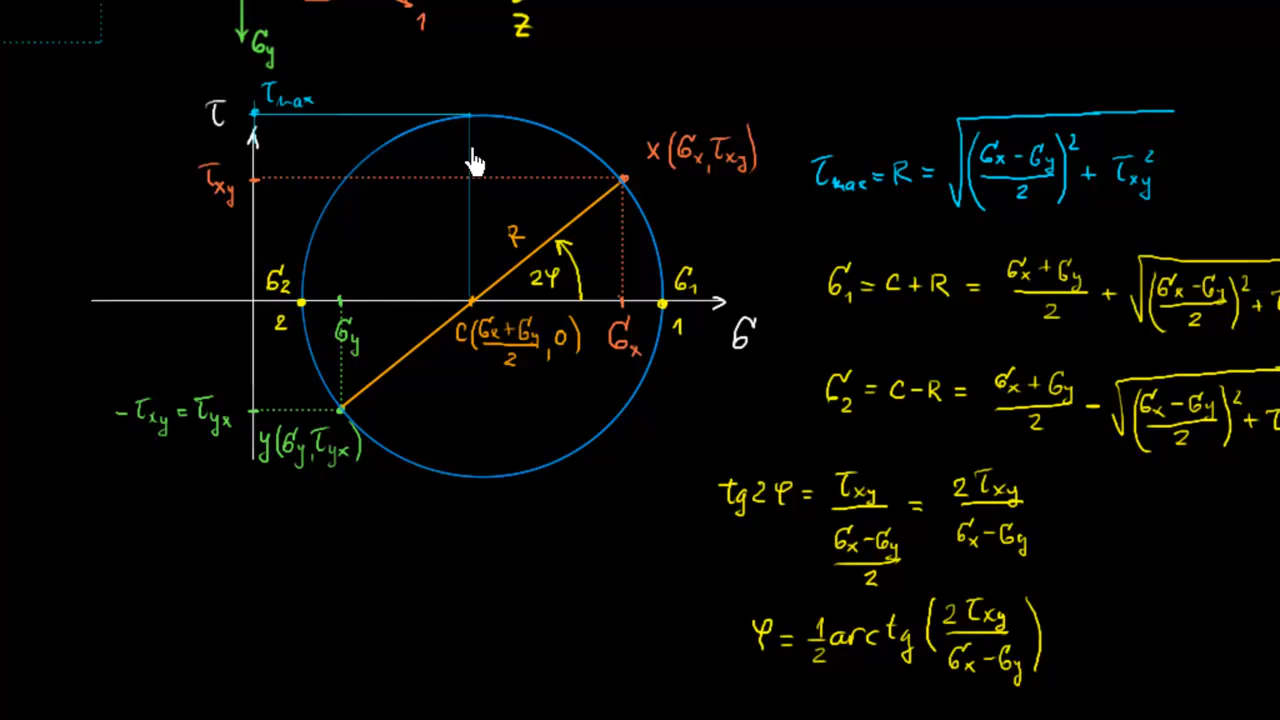 1
z
σy
τmax
τ
τxy
x(σx, τxy)
R
2φ
σ2
2
σy
C((σx+σy)/2, 0)
σx
σ1
1
σ
-τxy = τyx
y(σy, τyx)
τmax = R = √(((σx-σy)/2)² + τxy²)
σ1 = C + R = (σx+σy)/2 + √(((σx-σy)/2)² + τ
σ2 = C - R = (σx+σy)/2 - √(((σx-σy)/2)² + τ
tg2φ = τxy/((σx-σy)/2) = 2τxy/(σx-σy)
φ = 1/2 arctg(2τxy/(σx-σy))